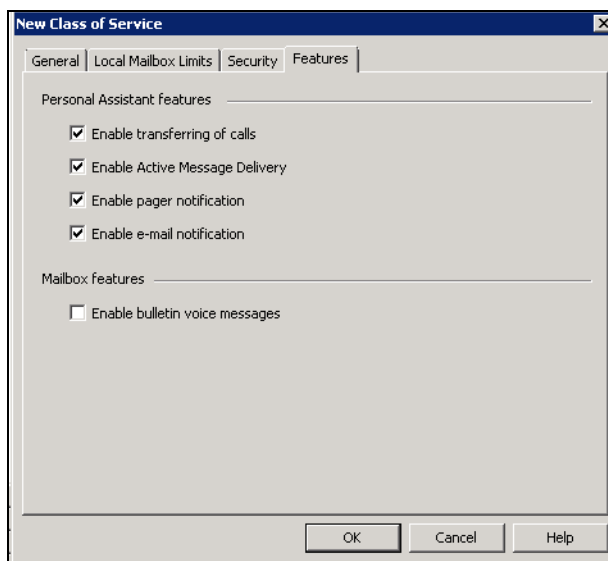 New Class of Service
General Local Mailbox Limits Security Features
Personal Assistant features
Enable transferring of calls
Enable Active Message Delivery
Enable pager notification
Enable e-mail notification
Mailbox features
Enable bulletin voice messages
OK Cancel Help